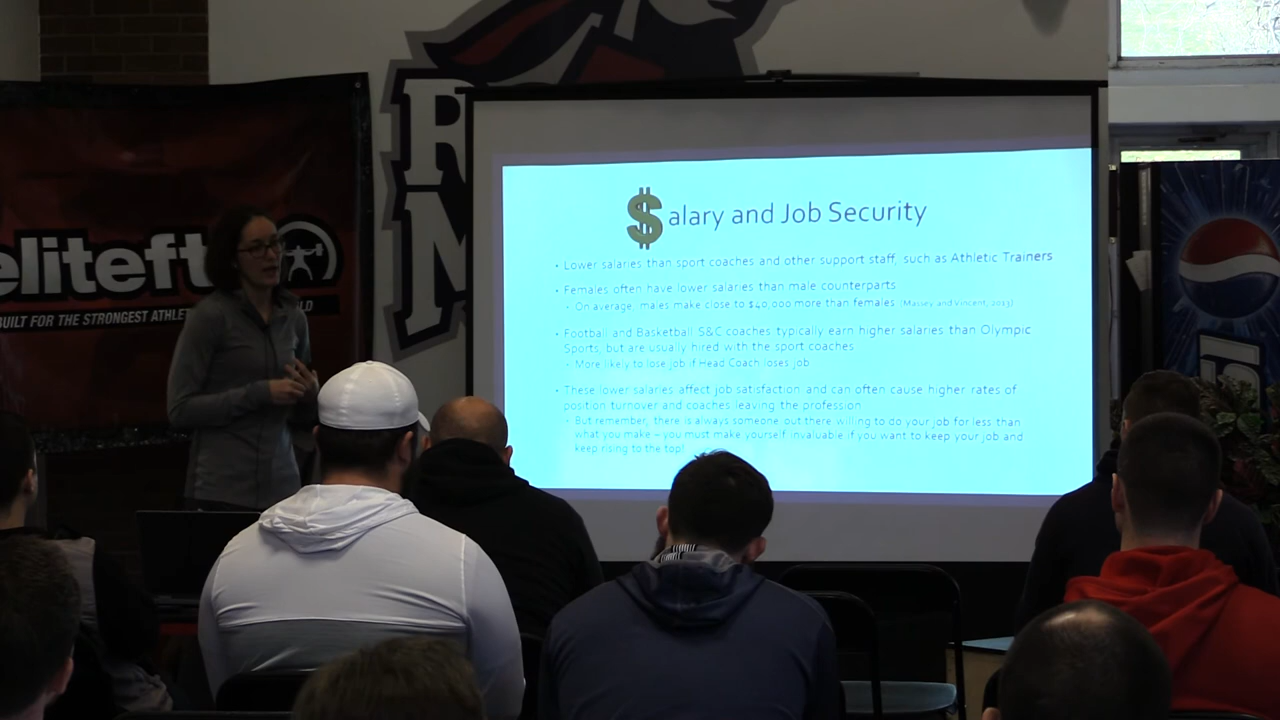 R
M
eliteft
BUILT FOR THE STRONGEST ATHLE
LD
$alary and Job Security
• Lower salaries than sport coaches and other support staff, such as Athletic Trainers
• Females often have lower salaries than male counterparts
• On average, males make close to $40,000 more than females (Massey and Vincent, 2013)
• Football and Basketball S&C coaches typically earn higher salaries than Olympic
Sports, but are usually hired with the sport coaches
• More likely to lose job if Head Coach loses job
• These lower salaries affect job satisfaction and can often cause higher rates of
position turnover and coaches leaving the profession
• But remember, there is always someone out there willing to do your job for less than
what you make – you must make yourself invaluable if you want to keep your job and
keep rising to the top!